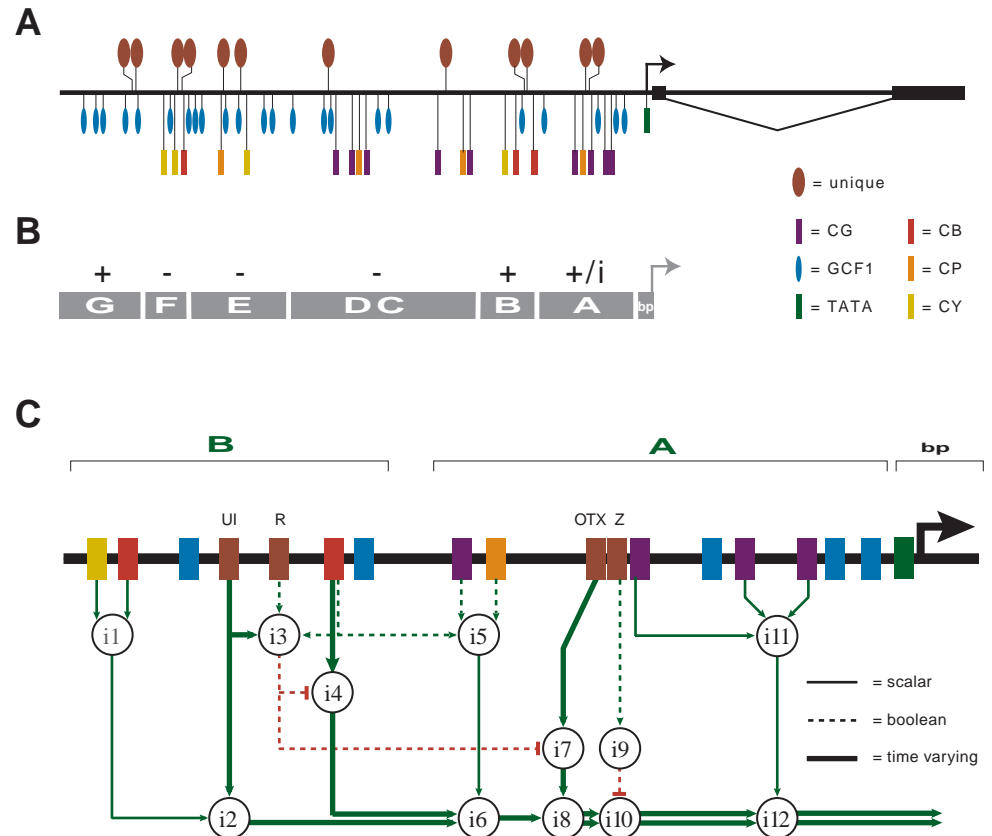 A
= unique
= CG
= CB
= GCF1
= CP
= TATA
= CY
B
+ - - - + +/i
G F E DC B A bp
C
B A bp
UI R OTX Z
i1 i3 i5 i11
i4
i7 i9
i2 i6 i8 i10 i12
= scalar
= boolean
= time varying